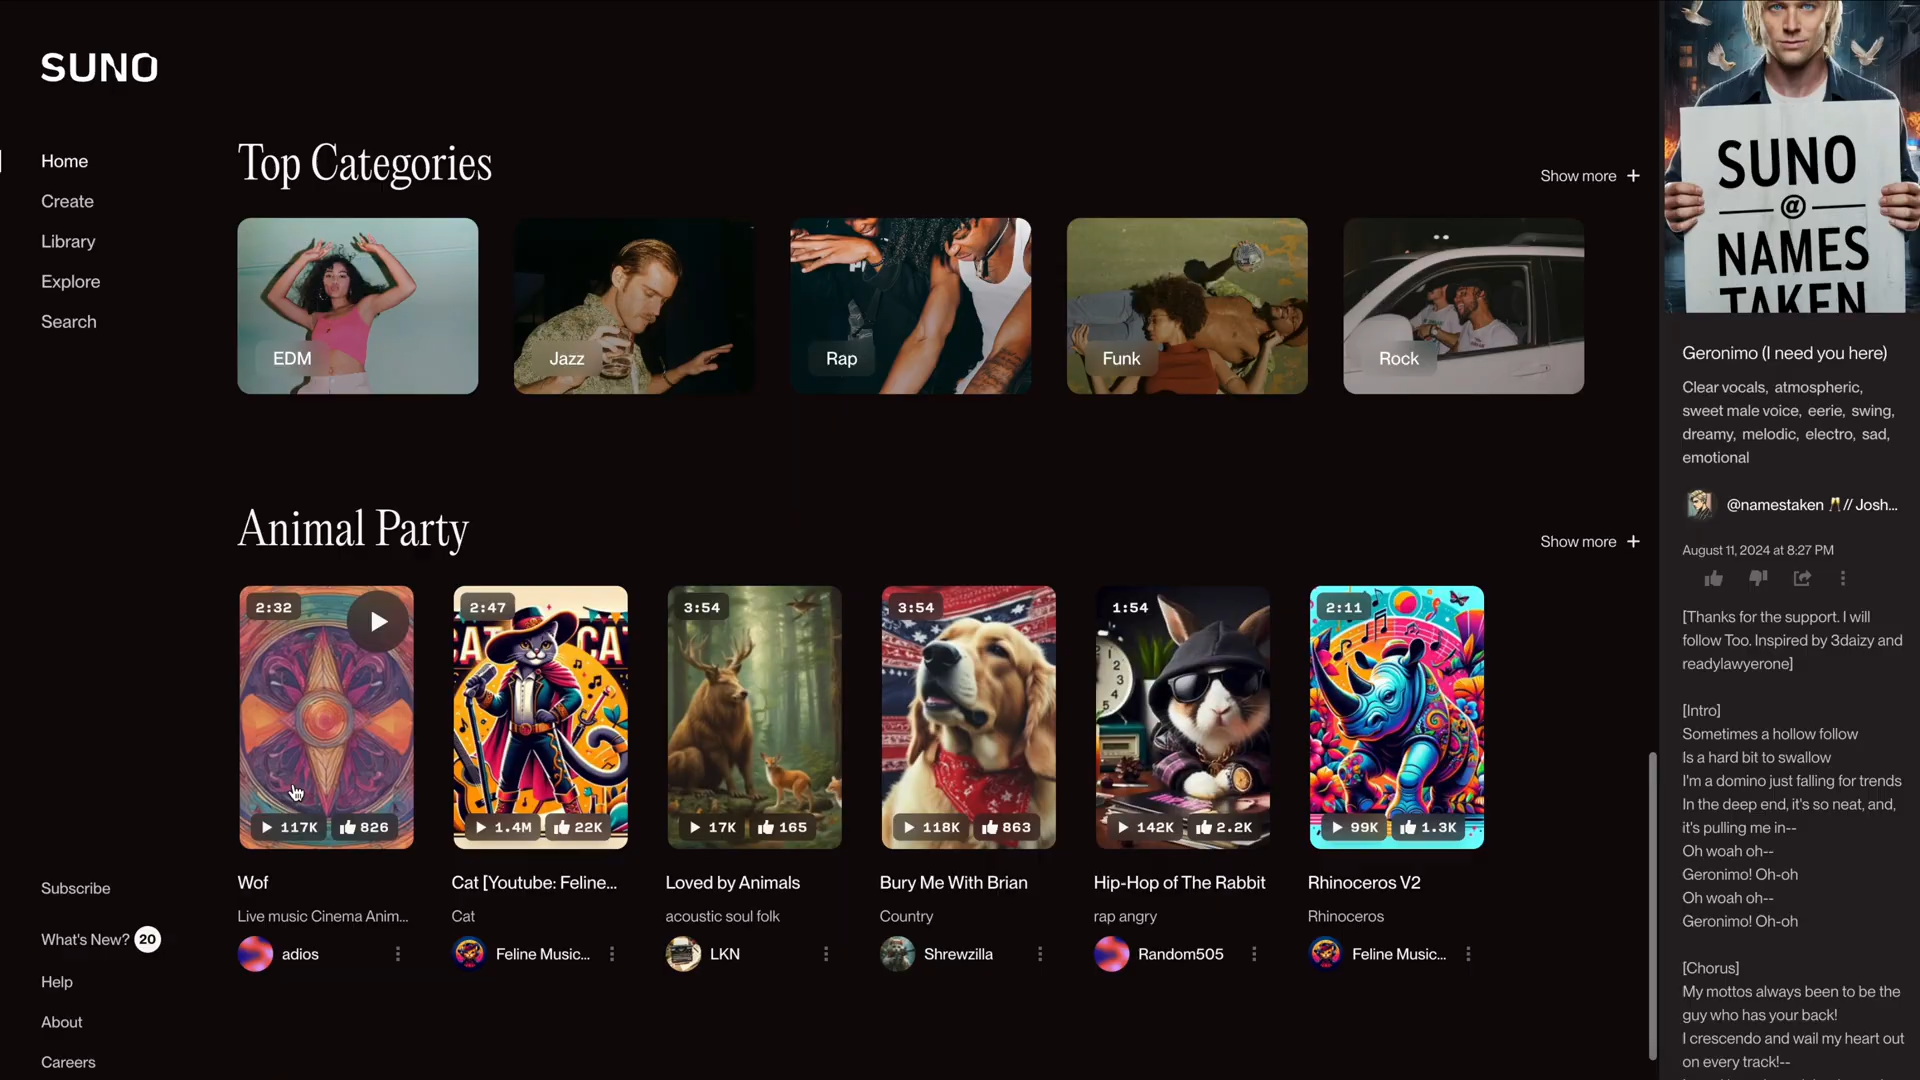 SUNO
Home
Create
Library
Explore
Search
Subscribe
What's New? 20
Help
About
Careers
Top Categories
Show more +
EDM
Jazz
Rap
Funk
Rock
Animal Party
Show more +
2:32
117K 826
Wof
Live music Cinema Anim...
adios
2:47
CAT CAT
1.4M 22K
Cat [Youtube: Feline...
Cat
Feline Music...
3:54
17K 165
Loved by Animals
acoustic soul folk
LKN
3:54
118K 863
Bury Me With Brian
Country
Shrewzilla
1:54
142K 2.2K
Hip-Hop of The Rabbit
rap angry
Random505
2:11
99K 1.3K
Rhinoceros V2
Rhinoceros
Feline Music...
SUNO
@
NAMES
TAKEN
Geronimo (I need you here)
Clear vocals, atmospheric,
sweet male voice, eerie, swing,
dreamy, melodic, electro, sad,
emotional
@namestaken 🥂// Josh...
August 11, 2024 at 8:27 PM
[Thanks for the support. I will
follow Too. Inspired by 3daizy and
readylawyerone]
[Intro]
Sometimes a hollow follow
Is a hard bit to swallow
I'm a domino just falling for trends
In the deep end, it's so neat, and,
it's pulling me in--
Oh woah oh--
Geronimo! Oh-oh
Oh woah oh--
Geronimo! Oh-oh
[Chorus]
My mottos always been to be the
guy who has your back!
I crescendo and wail my heart out
on every track!--